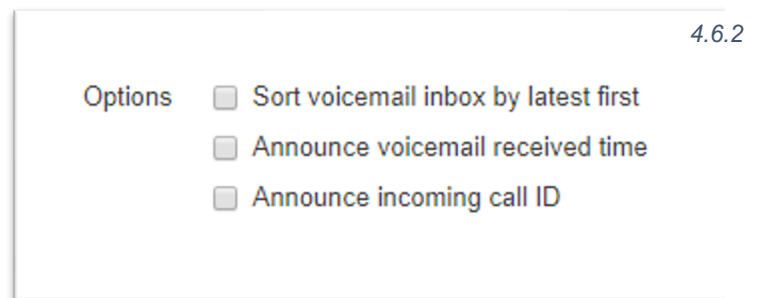 4.6.2
Options Sort voicemail inbox by latest first
Announce voicemail received time
Announce incoming call ID